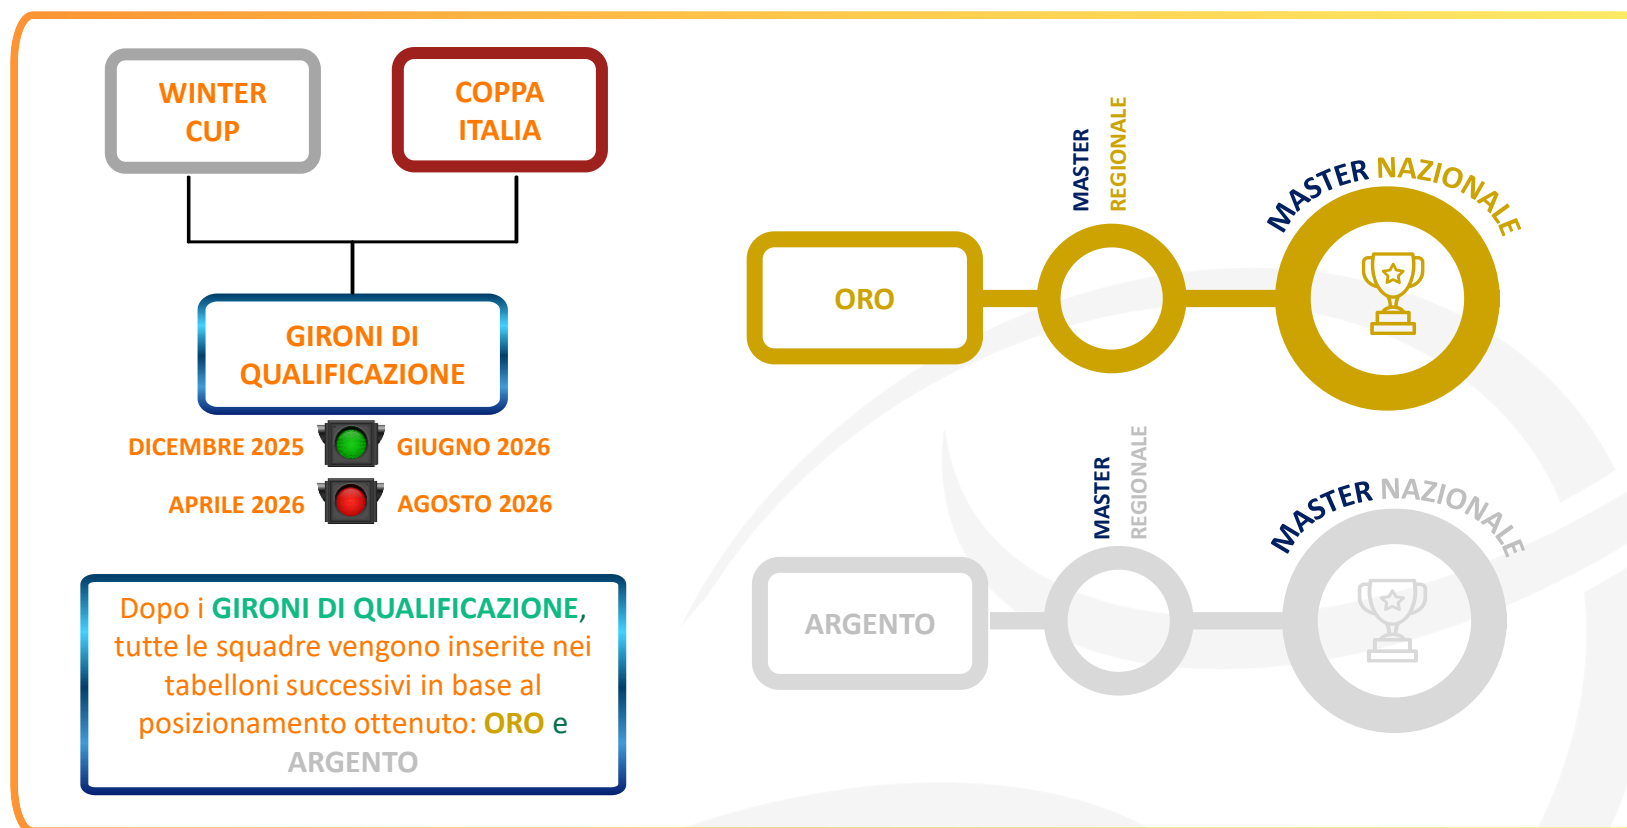 WINTER
CUP
COPPA
ITALIA
GIRONI DI
QUALIFICAZIONE
DICEMBRE 2025
GIUGNO 2026
APRILE 2026
AGOSTO 2026
Dopo i GIRONI DI QUALIFICAZIONE,
tutte le squadre vengono inserite nei
tabelloni successivi in base al
posizionamento ottenuto: ORO e
ARGENTO
ORO
MASTER
REGIONALE
MASTER NAZIONALE
ARGENTO
MASTER
REGIONALE
MASTER NAZIONALE